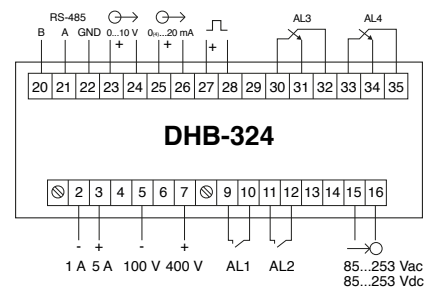 RS-485 AL3 AL4
B A GND 0...10 V 0(4)...20 mA
+ + +
20 21 22 23 24 25 26 27 28 29 30 31 32 33 34 35
DHB-324
2 3 4 5 6 7 9 10 11 12 13 14 15 16
- + - +
1 A 5 A 100 V 400 V AL1 AL2 85...253 Vac
85...253 Vdc